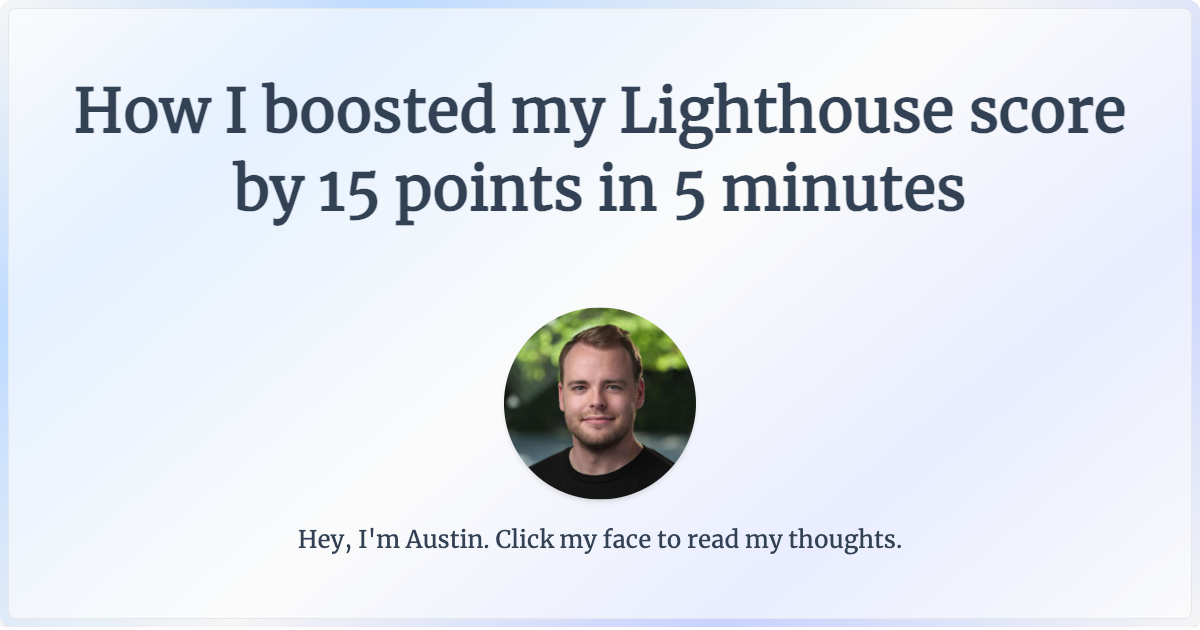 How I boosted my Lighthouse score
by 15 points in 5 minutes
Hey, I'm Austin. Click my face to read my thoughts.